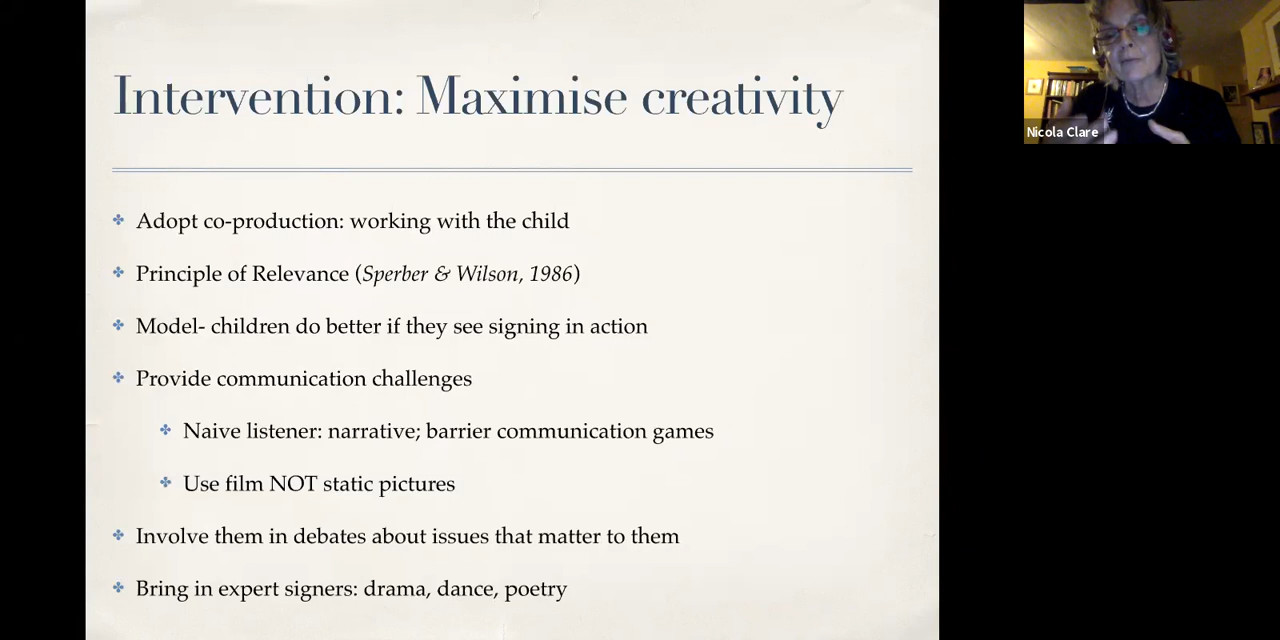 Intervention: Maximise creativity
Adopt co-production: working with the child
Principle of Relevance (Sperber & Wilson, 1986)
Model- children do better if they see signing in action
Provide communication challenges
Naive listener: narrative; barrier communication games
Use film NOT static pictures
Involve them in debates about issues that matter to them
Bring in expert signers: drama, dance, poetry
Nicola Clare